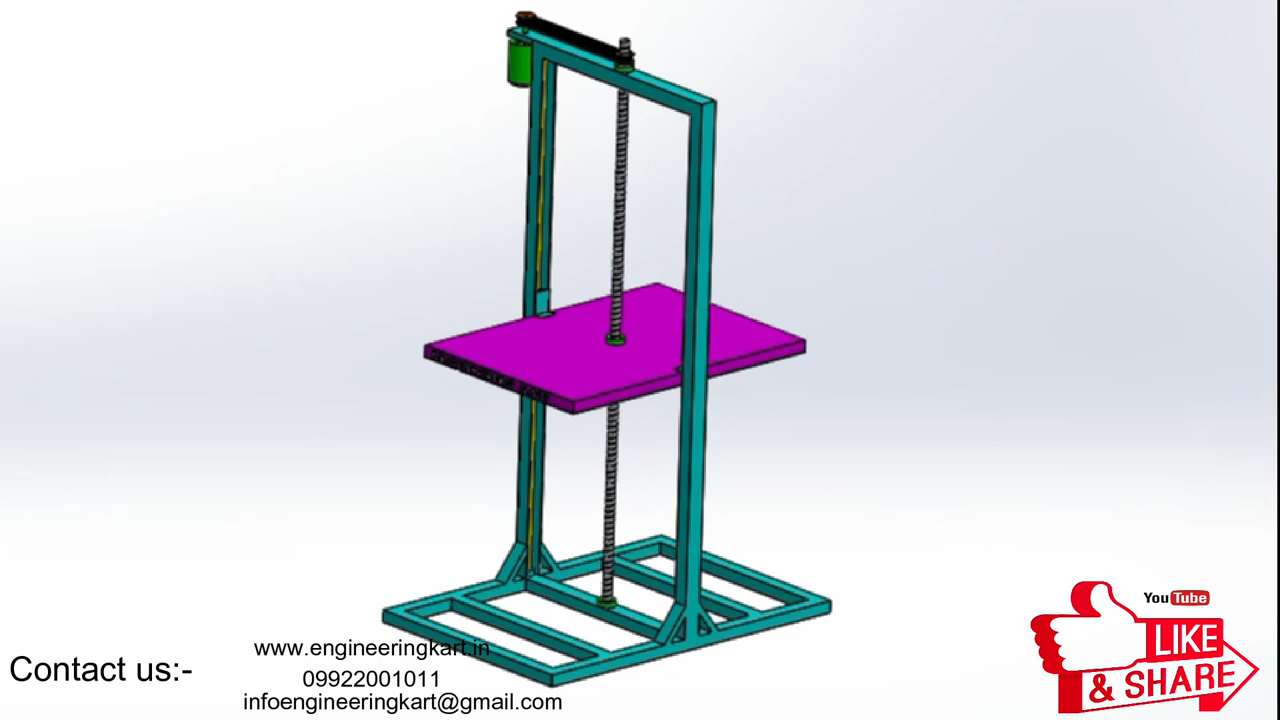 Contact us:-
www.engineeringkart.in
09922001011
infoengineeringkart@gmail.com
YouTube
LIKE
& SHARE